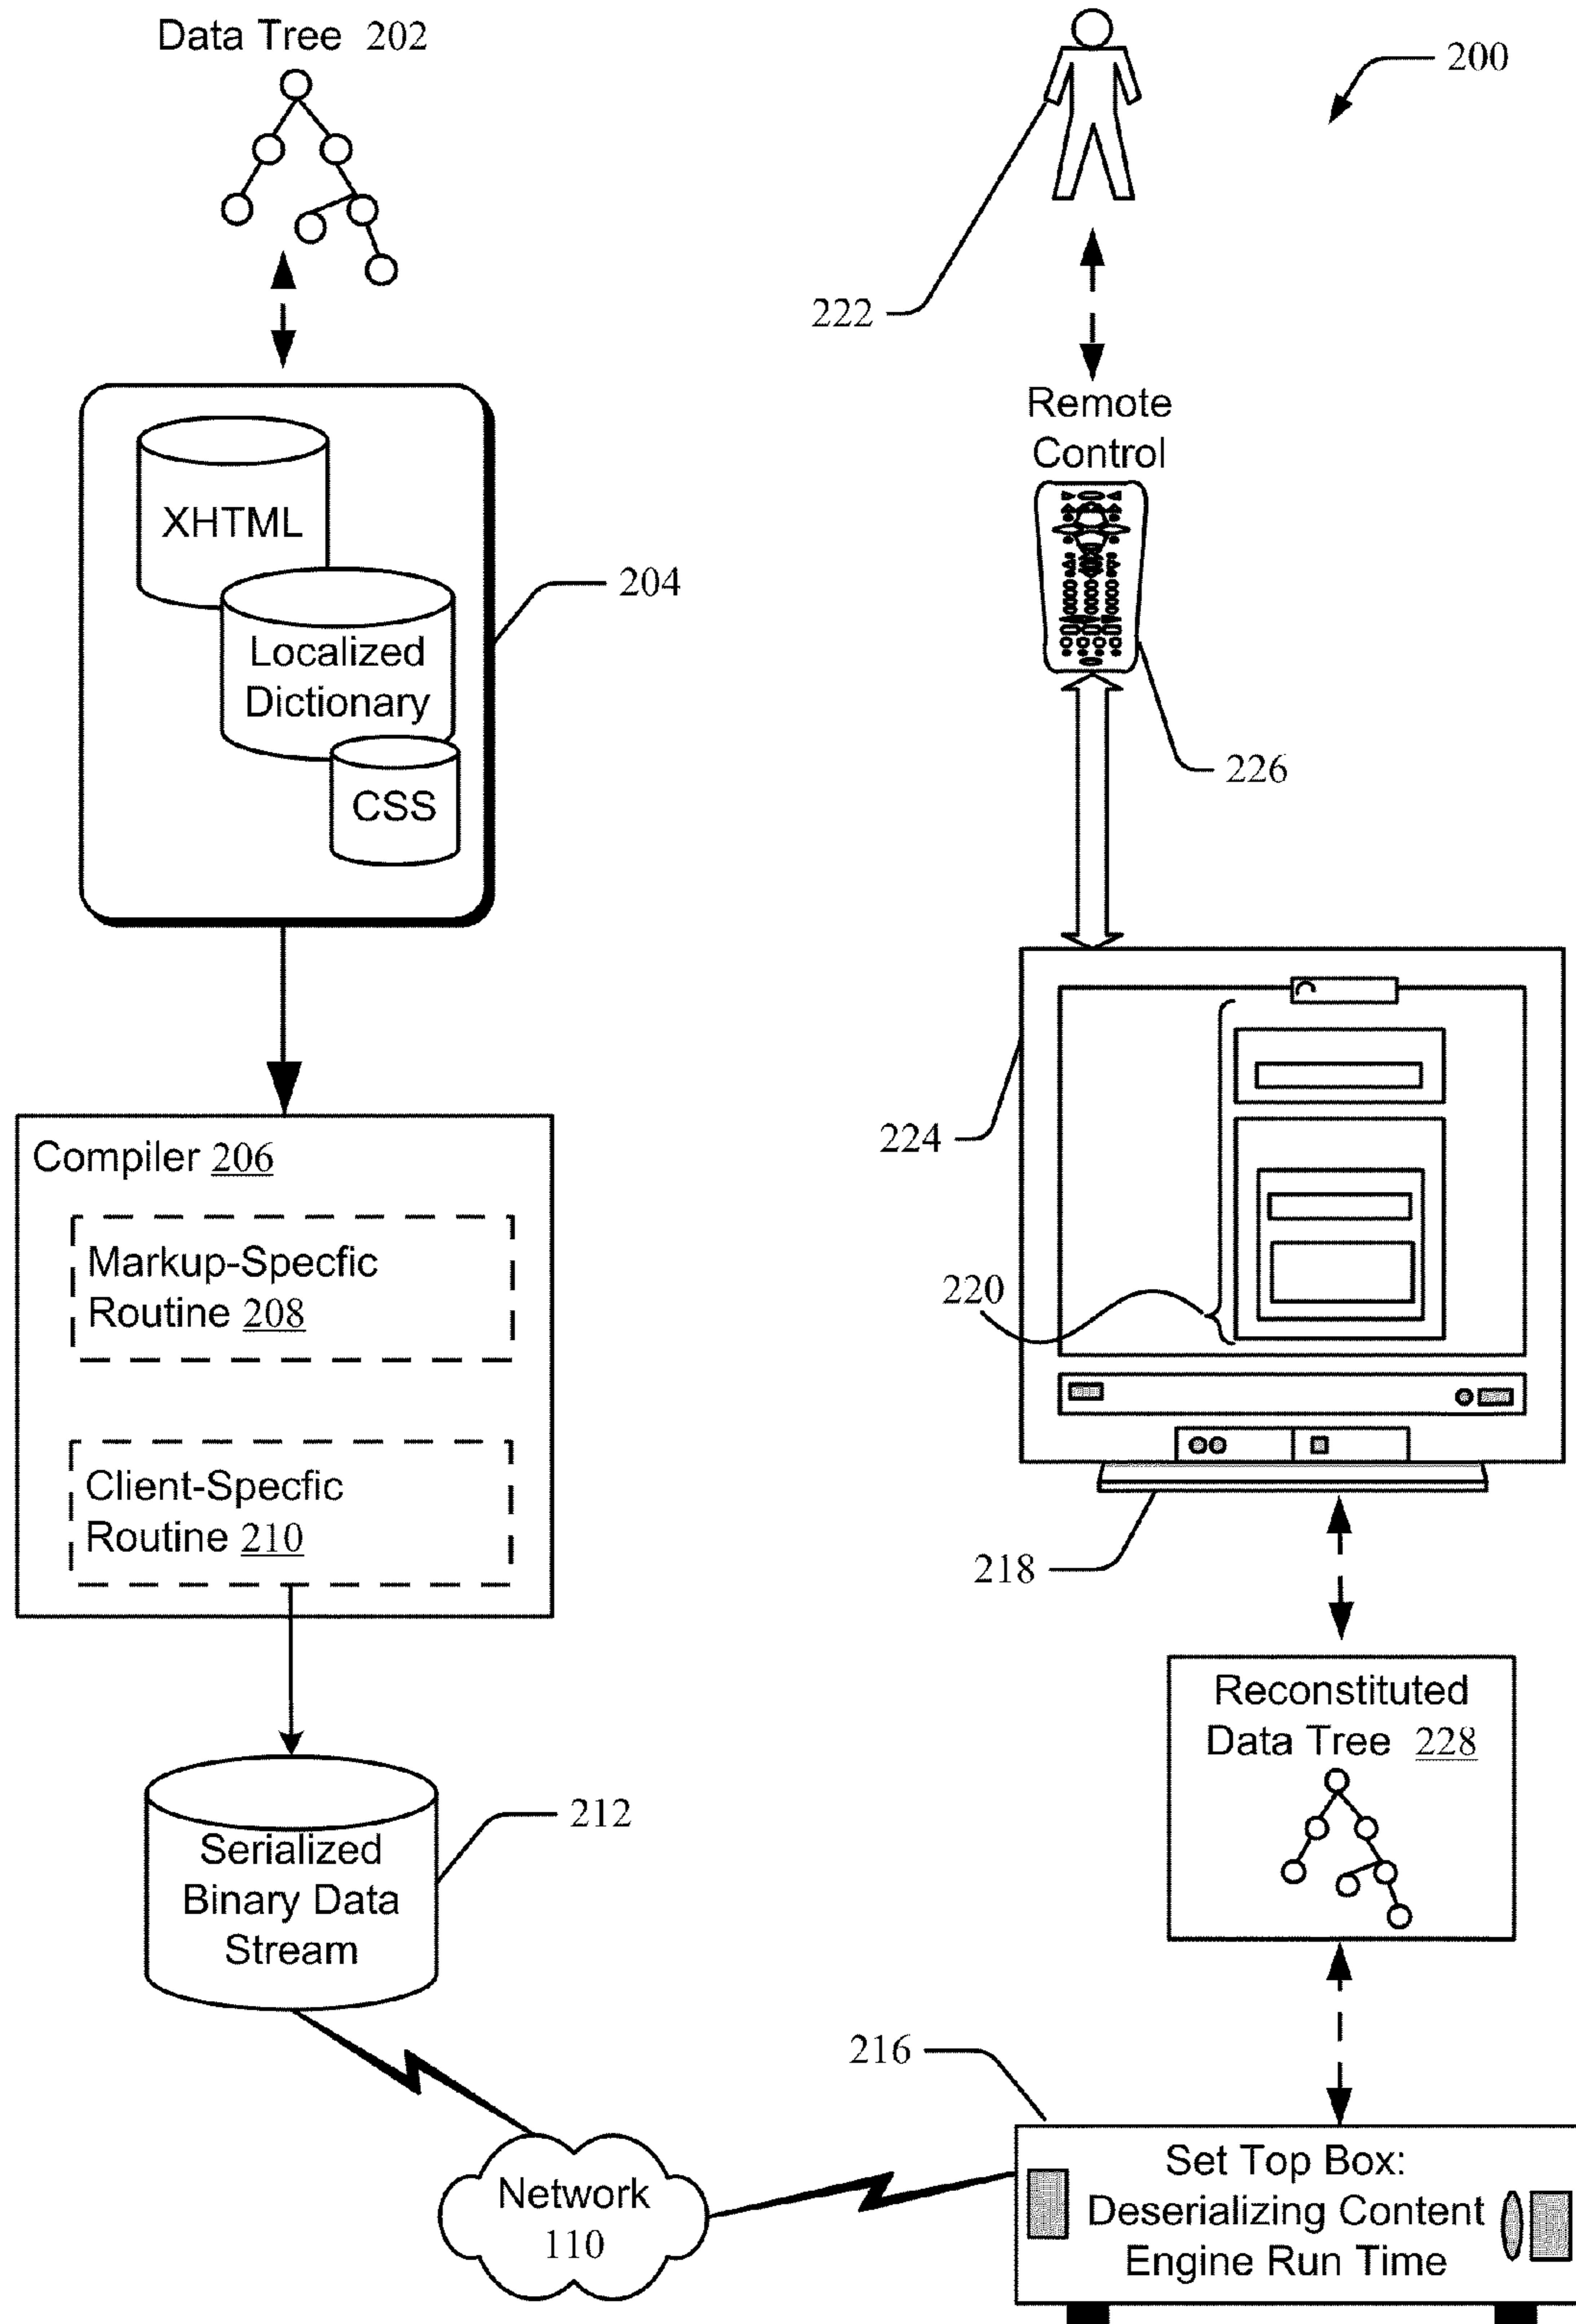 Data Tree 202
XHTML
Localized
Dictionary
CSS
204
Compiler 206
Markup-Specfic
Routine 208
Client-Specfic
Routine 210
Serialized
Binary Data
Stream
212
Network
110
200
222
Remote
Control
226
224
220
218
Reconstituted
Data Tree 228
216
Set Top Box:
Deserializing Content
Engine Run Time